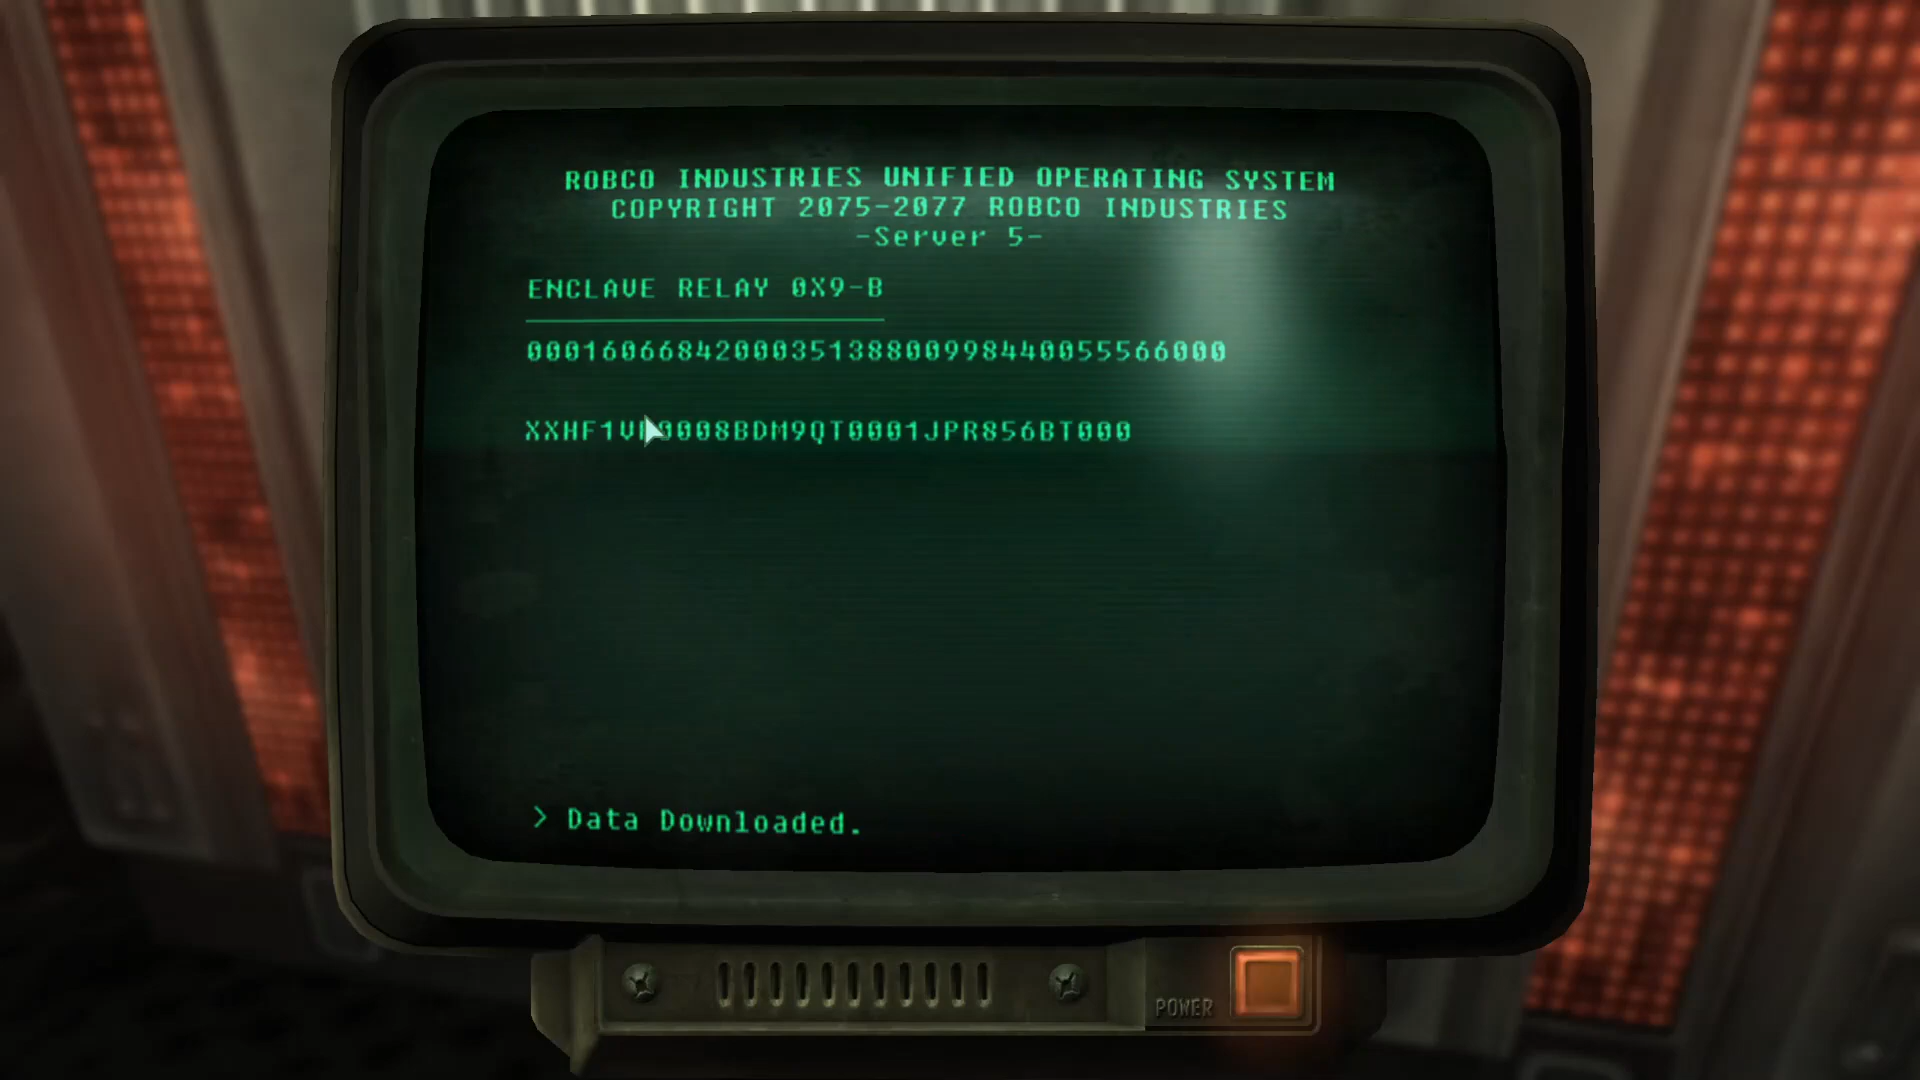 ROBCO INDUSTRIES UNIFIED OPERATING SYSTEM
COPYRIGHT 2075-2077 ROBCO INDUSTRIES
-Server 5-
ENCLAVE RELAY 0X9-B
0001606684200035138800998440055566000
> Data Downloaded.
POWER